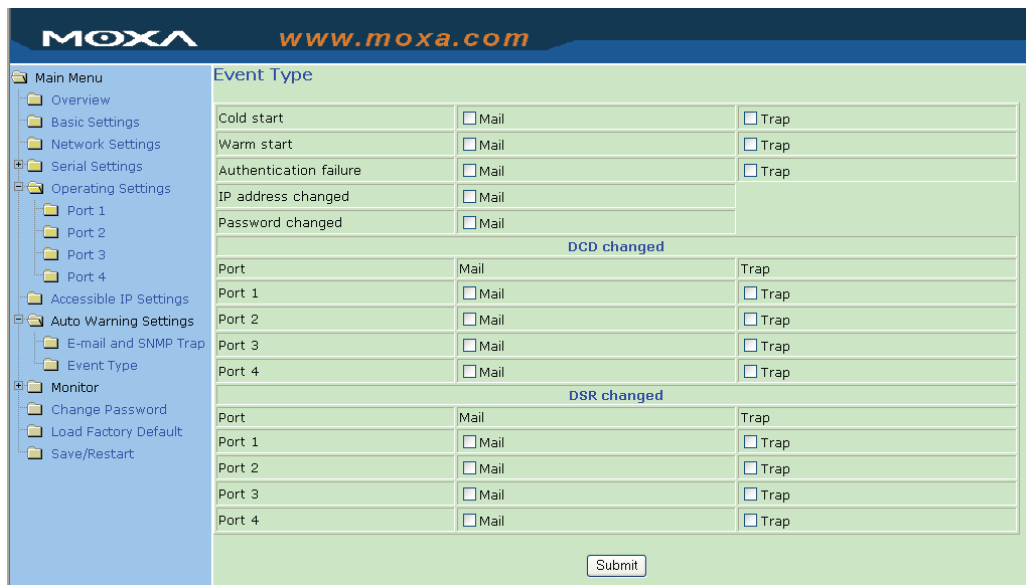 MOXA www.moxa.com
Main Menu
Overview
Basic Settings
Network Settings
Serial Settings
Operating Settings
Port 1
Port 2
Port 3
Port 4
Accessible IP Settings
Auto Warning Settings
E-mail and SNMP Trap
Event Type
Monitor
Change Password
Load Factory Default
Save/Restart
Event Type
Cold start Mail Trap
Warm start Mail Trap
Authentication failure Mail Trap
IP address changed Mail
Password changed Mail
DCD changed
Port Mail Trap
Port 1 Mail Trap
Port 2 Mail Trap
Port 3 Mail Trap
Port 4 Mail Trap
DSR changed
Port Mail Trap
Port 1 Mail Trap
Port 2 Mail Trap
Port 3 Mail Trap
Port 4 Mail Trap
Submit